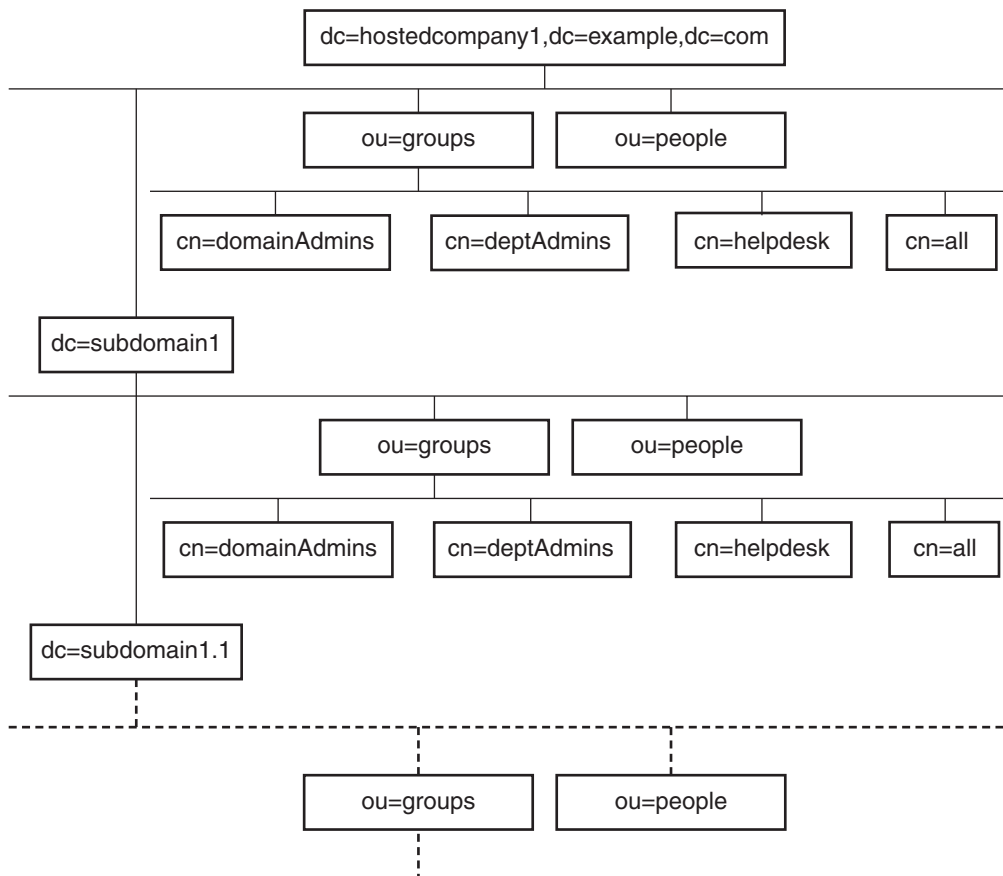 dc=hostedcompany1,dc=example,dc=com
ou=groups
ou=people
cn=domainAdmins
cn=deptAdmins
cn=helpdesk
cn=all
dc=subdomain1
ou=groups
ou=people
cn=domainAdmins
cn=deptAdmins
cn=helpdesk
cn=all
dc=subdomain1.1
ou=groups
ou=people